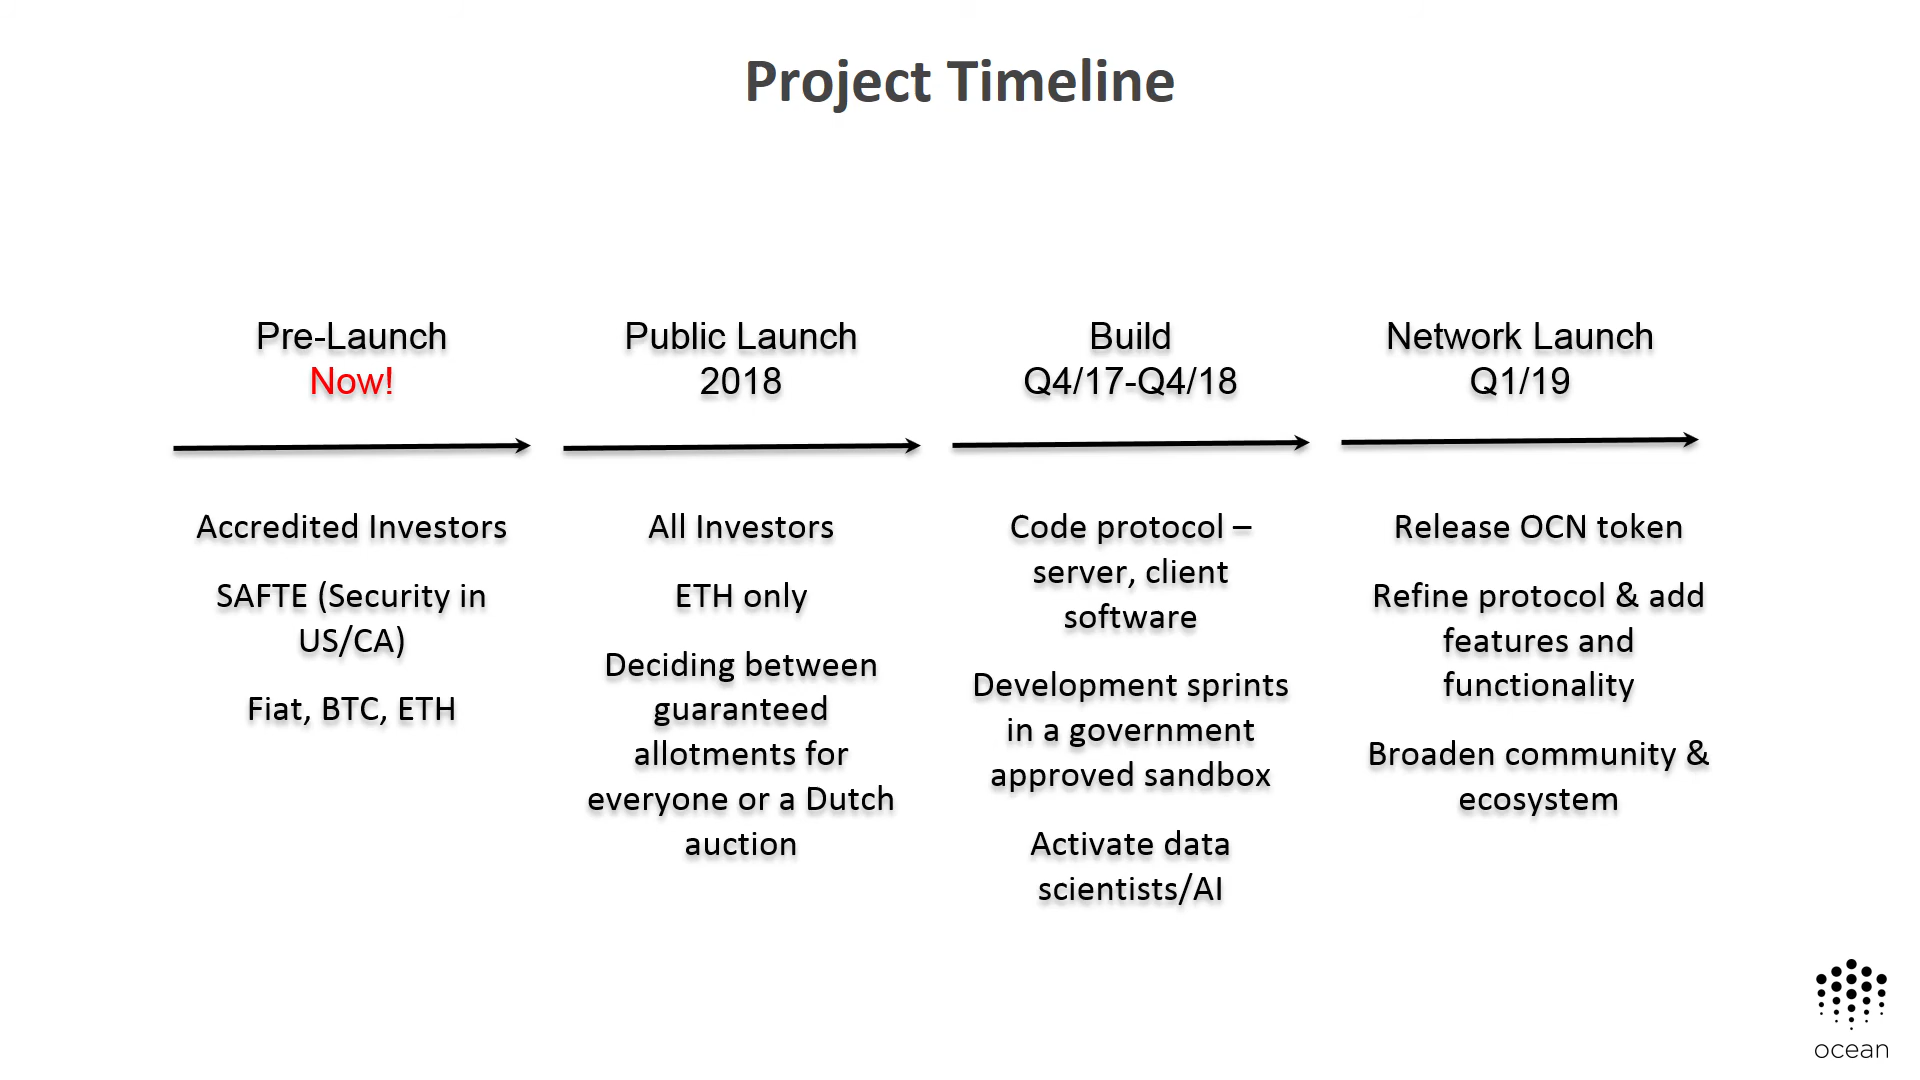 Project Timeline
Pre-Launch
Now!
Accredited Investors
SAFTE (Security in
US/CA)
Fiat, BTC, ETH
Public Launch
2018
All Investors
ETH only
Deciding between
guaranteed
allotments for
everyone or a Dutch
auction
Build
Q4/17-Q4/18
Code protocol –
server, client
software
Development sprints
in a government
approved sandbox
Activate data
scientists/AI
Network Launch
Q1/19
Release OCN token
Refine protocol & add
features and
functionality
Broaden community &
ecosystem
ocean